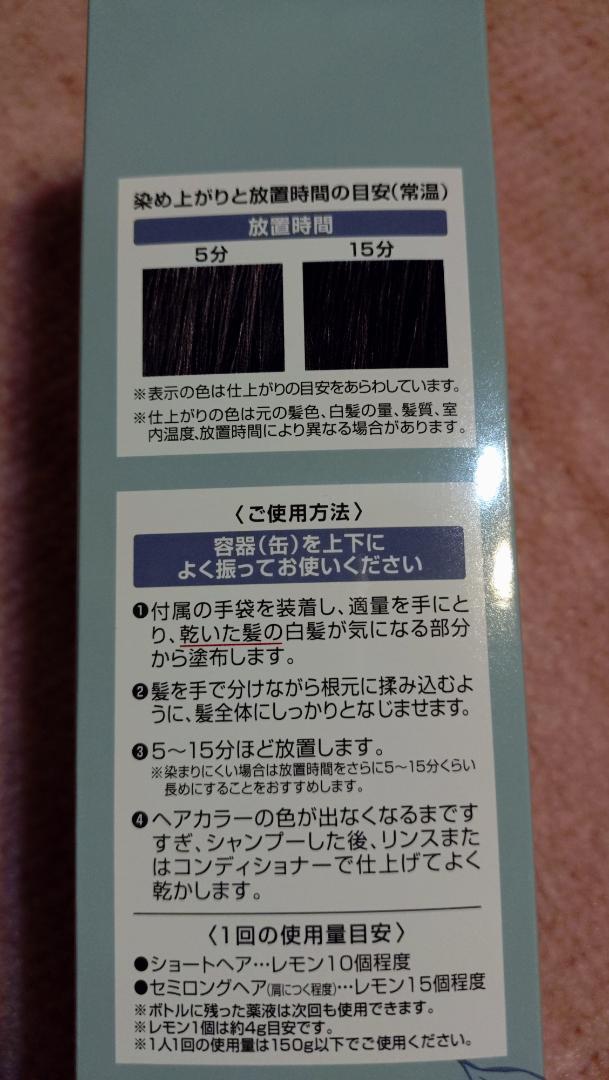 染め上がりと放置時間の目安(常温)
放置時間
5分 15分
※表示の色は仕上がりの目安をあらわしています。
※仕上がりの色は元の髪色、白髪の量、髪質、室
内温度、放置時間により異なる場合があります。
〈ご使用方法〉
容器(缶)を上下に
よく振ってお使いください
❶付属の手袋を装着し、適量を手にと
り、乾いた髪の白髪が気になる部分
から塗布します。
❷髪を手で分けながら根元に揉み込むよ
うに、髪全体にしっかりとなじませます。
❸5〜15分ほど放置します。
※染まりにくい場合は放置時間をさらに5〜15分くらい
長めにすることをおすすめします。
❹ヘアカラーの色が出なくなるまです
すぎ、シャンプーした後、リンスまた
はコンディショナーで仕上げてよく
乾かします。
〈1回の使用量目安〉
●ショートヘア…レモン10個程度
●セミロングヘア(肩につく程度)…レモン15個程度
※ボトルに残った薬液は次回も使用できます。
※レモン1個は約4g目安です。
※1人1回の使用量は150g以下でご使用ください。